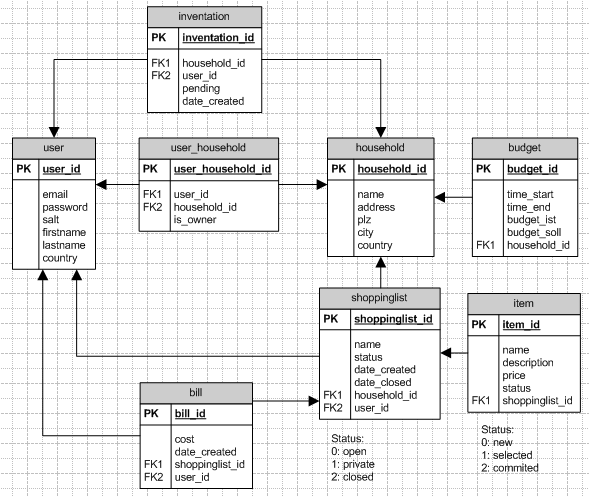 inventation
PK inventation_id
FK1 household_id
FK2 user_id
pending
date_created
user
PK user_id
email
password
salt
firstname
lastname
country
user_household
PK user_household_id
FK1 user_id
FK2 household_id
is_owner
household
PK household_id
name
address
plz
city
country
budget
PK budget_id
time_start
time_end
budget_ist
budget_soll
FK1 household_id
shoppinglist
PK shoppinglist_id
name
status
date_created
date_closed
FK1 household_id
FK2 user_id
item
PK item_id
name
description
price
status
FK1 shoppinglist_id
bill
PK bill_id
cost
date_created
FK1 shoppinglist_id
FK2 user_id
Status:
0: open
1: private
2: closed
Status:
0: new
1: selected
2: commited